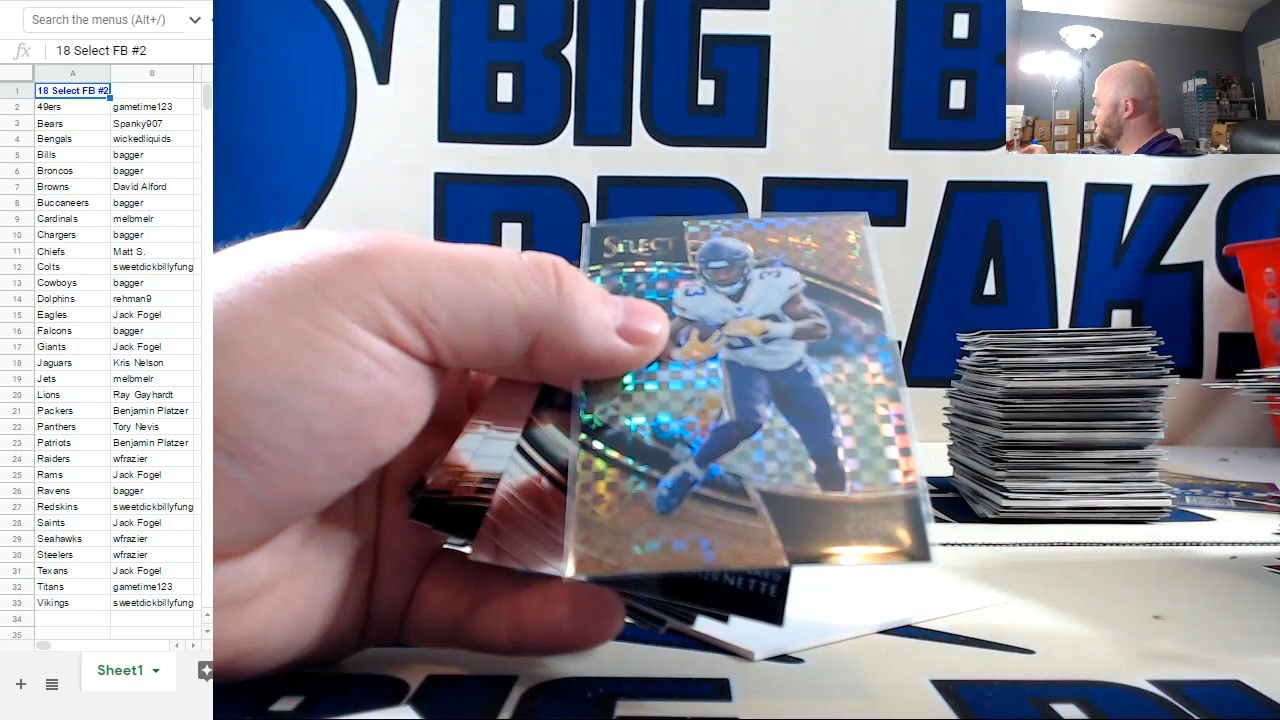 Search the menus (Alt+/)
fx 18 Select FB #2
A B
1 18 Select FB #2
2 49ers gametime123
3 Bears Spanky907
4 Bengals wickedliquids
5 Bills bagger
6 Broncos bagger
7 Browns David Alford
8 Buccaneers bagger
9 Cardinals melbmelr
10 Chargers bagger
11 Chiefs Matt S.
12 Colts sweetdickbillyfung
13 Cowboys bagger
14 Dolphins rehman9
15 Eagles Jack Fogel
16 Falcons bagger
17 Giants Jack Fogel
18 Jaguars Kris Nelson
19 Jets melbmelr
20 Lions Ray Gayhardt
21 Packers Benjamin Platzer
22 Panthers Tory Nevin
23 Patriots Benjamin Platzer
24 Raiders wfrazier
25 Rams Jack Fogel
26 Ravens bagger
27 Redskins sweetdickbillyfung
28 Saints Jack Fogel
29 Seahawks wfrazier
30 Steelers wfrazier
31 Texans Jack Fogel
32 Titans gametime123
33 Vikings sweetdickbillyfung
34
35
Sheet1
BIG B
BREAKS
SELECT
33